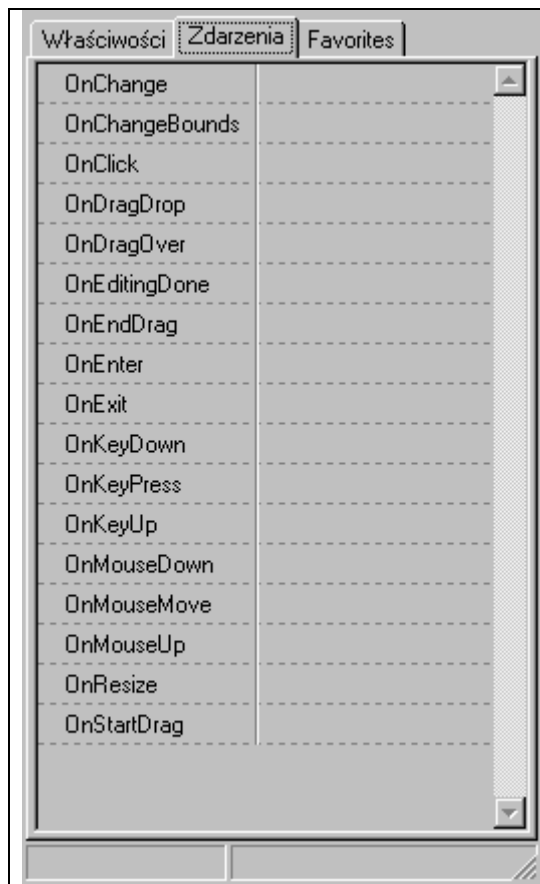 Właściwości Zdarzenia Favorites
OnChange
OnChangeBounds
OnClick
OnDragDrop
OnDragOver
OnEditingDone
OnEndDrag
OnEnter
OnExit
OnKeyDown
OnKeyPress
OnKeyUp
OnMouseDown
OnMouseMove
OnMouseUp
OnResize
OnStartDrag